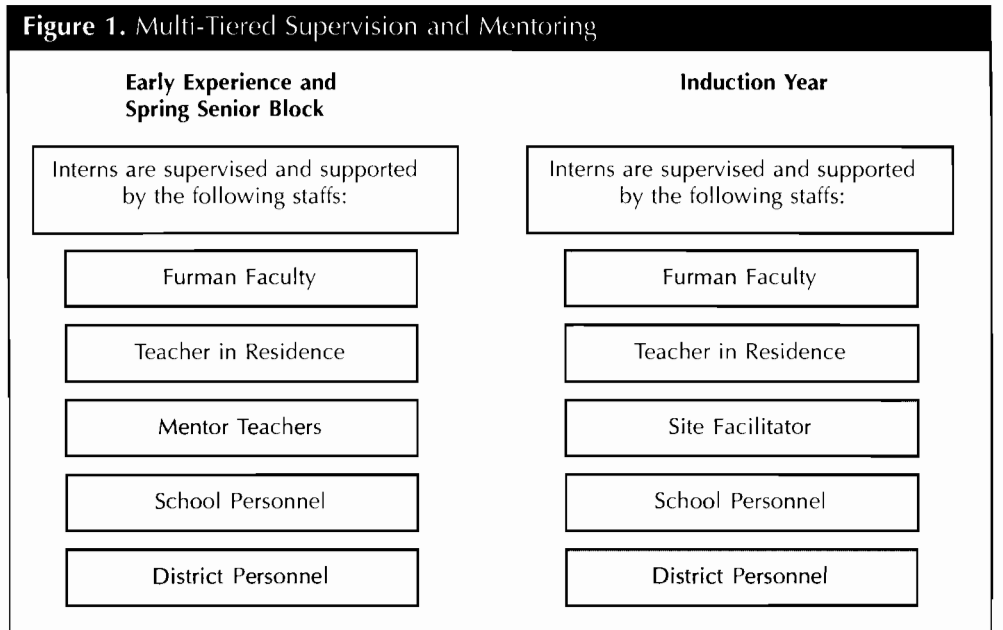 Figure 1. Multi-Tiered Supervision and Mentoring
Early Experience and
Spring Senior Block
Interns are supervised and supported
by the following staffs:
Furman Faculty
Teacher in Residence
Mentor Teachers
School Personnel
District Personnel
Induction Year
Interns are supervised and supported
by the following staffs:
Furman Faculty
Teacher in Residence
Site Facilitator
School Personnel
District Personnel